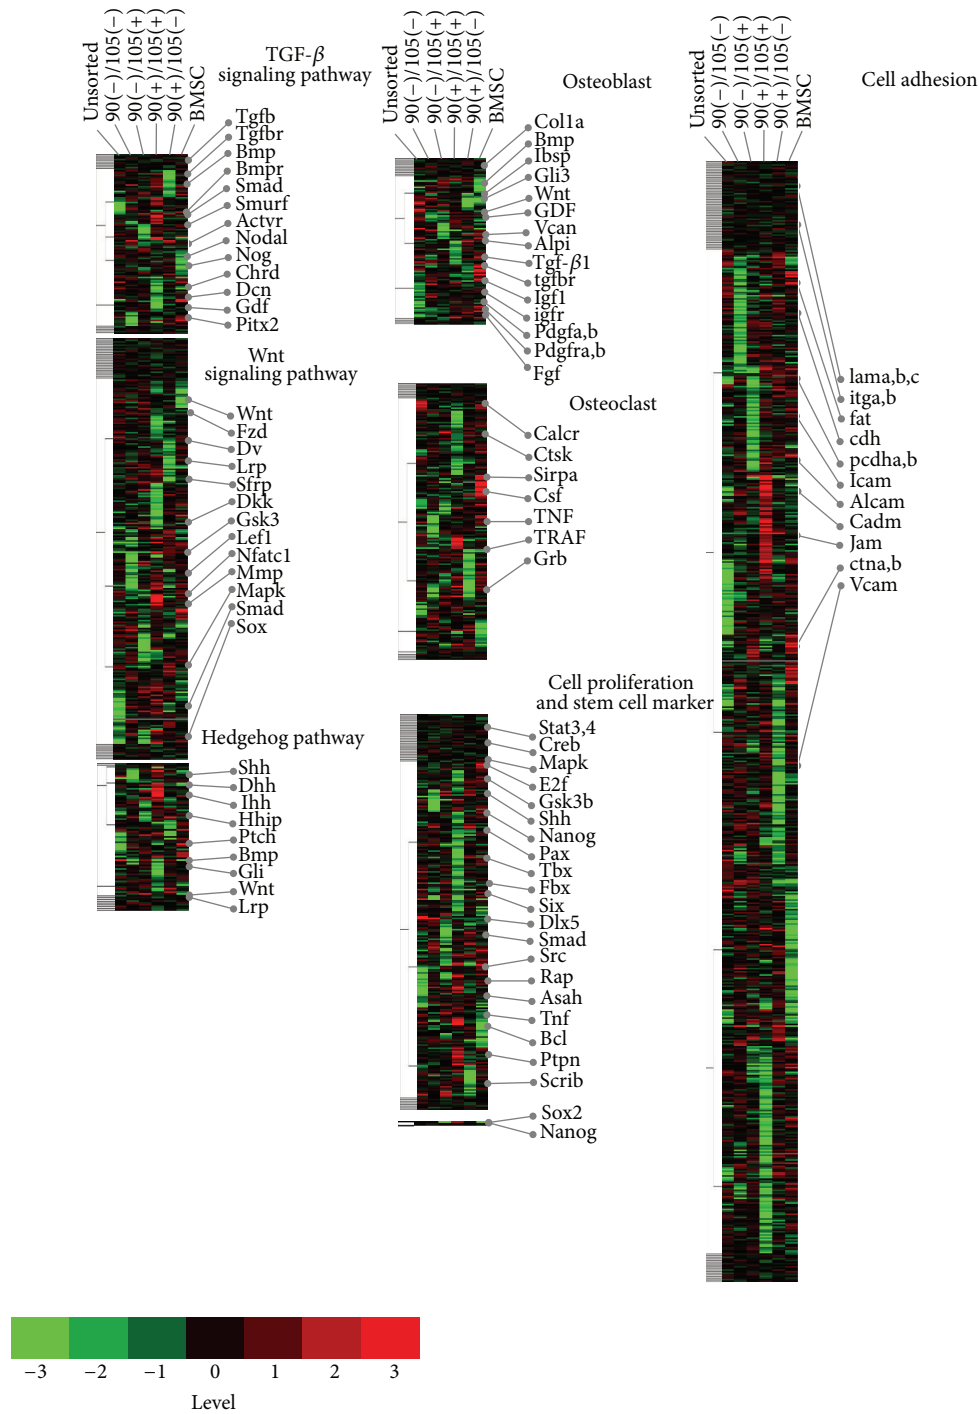 Unsorted
90(−)/105(−)
90(−)/105(+)
90(+)/105(+)
90(+)/105(−)
BMSC
TGF-β
signaling pathway
Tgfb
Tgfbr
Bmp
Bmpr
Smad
Smurf
Actvr
Nodal
Nog
Chrd
Dcn
Gdf
Pitx2
Wnt
signaling pathway
Wnt
Fzd
Dv
Lrp
Sfrp
Dkk
Gsk3
Lef1
Nfatc1
Mmp
Mapk
Smad
Sox
Hedgehog pathway
Shh
Dhh
Ihh
Hhip
Ptch
Bmp
Gli
Wnt
Lrp
Unsorted
90(−)/105(−)
90(−)/105(+)
90(+)/105(+)
90(+)/105(−)
BMSC
Osteoblast
Col1a
Bmp
Ibsp
Gli3
Wnt
GDF
Vcan
Alpi
Tgf-β1
tgfbr
Igf1
igfr
Pdgfa,b
Pdgfra,b
Fgf
Osteoclast
Calcr
Ctsk
Sirpa
Csf
TNF
TRAF
Grb
Cell proliferation
and stem cell marker
Stat3,4
Creb
Mapk
E2f
Gsk3b
Shh
Nanog
Pax
Tbx
Fbx
Six
Dlx5
Smad
Src
Rap
Asah
Tnf
Bcl
Ptpn
Scrib
Sox2
Nanog
Unsorted
90(−)/105(−)
90(−)/105(+)
90(+)/105(+)
90(+)/105(−)
BMSC
Cell adhesion
lama,b,c
itga,b
fat
cdh
pcdha,b
Icam
Alcam
Cadm
Jam
ctna,b
Vcam
−3 −2 −1 0 1 2 3
Level